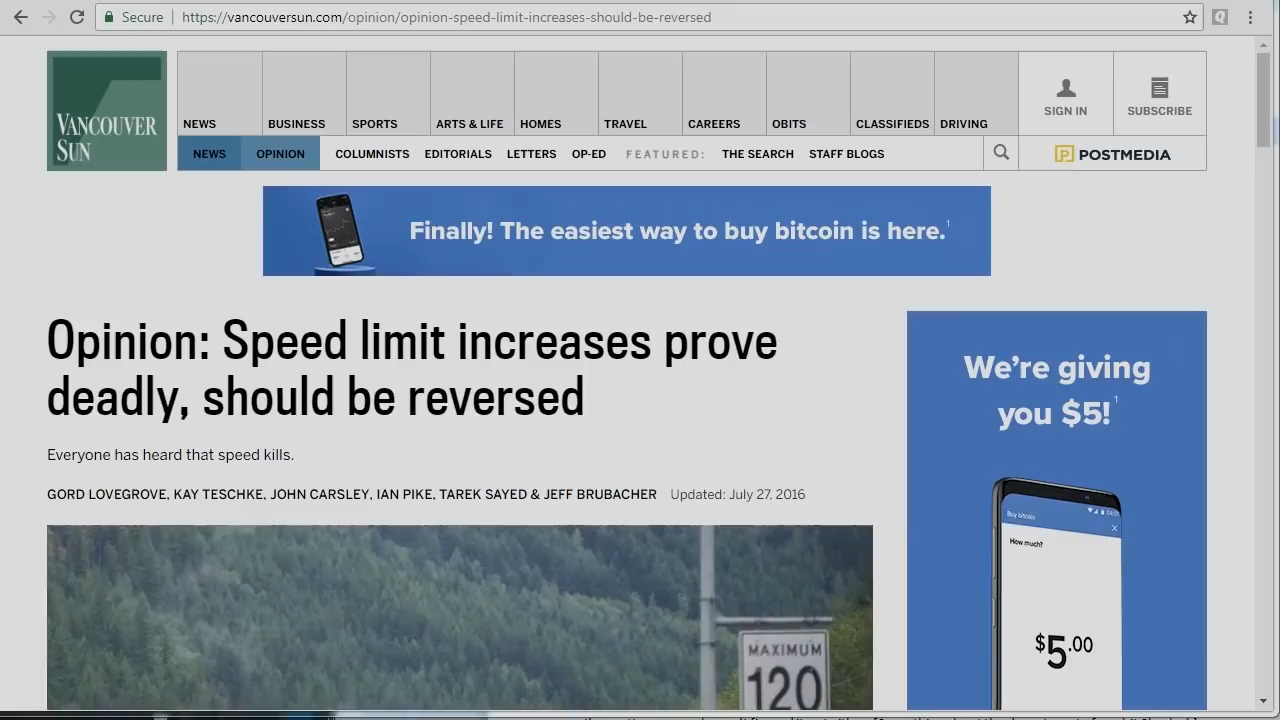 Secure
https://vancouversun.com/opinion/opinion-speed-limit-increases-should-be-reversed
VANCOUVER
SUN
NEWS
BUSINESS
SPORTS
ARTS & LIFE
HOMES
TRAVEL
CAREERS
OBITS
CLASSIFIEDS
DRIVING
SIGN IN
SUBSCRIBE
NEWS
OPINION
COLUMNISTS
EDITORIALS
LETTERS
OP-ED
FEATURED:
THE SEARCH
STAFF BLOGS
POSTMEDIA
Finally! The easiest way to buy bitcoin is here.1
Opinion: Speed limit increases prove
deadly, should be reversed
Everyone has heard that speed kills.
GORD LOVEGROVE, KAY TESCHKE, JOHN CARSLEY, IAN PIKE, TAREK SAYED & JEFF BRUBACHER Updated: July 27, 2016
We're giving
you $5!1
Buy bitcoin
How much?
$5.00
MAXIMUM
120